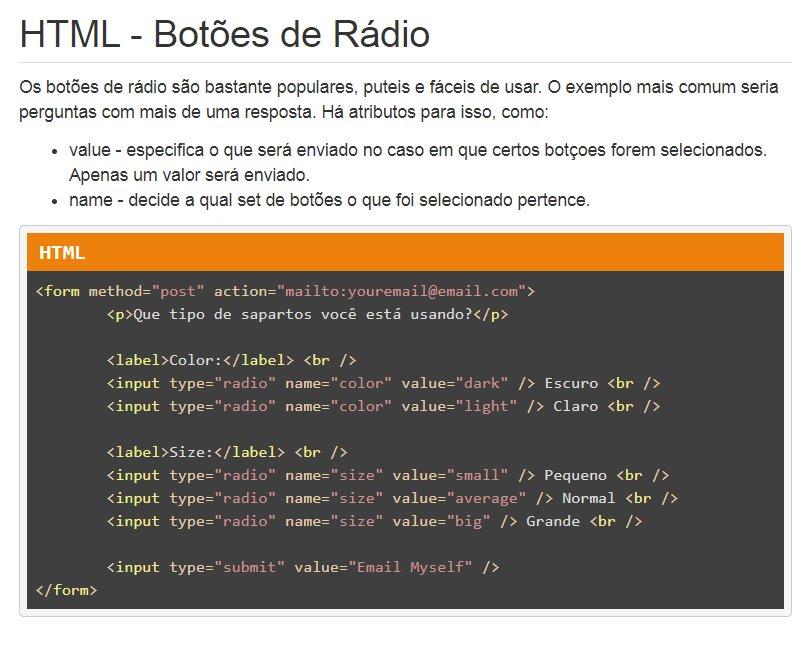 HTML - Botões de Rádio
Os botões de rádio são bastante populares, puteis e fáceis de usar. O exemplo mais comum seria
perguntas com mais de uma resposta. Há atributos para isso, como:
• value - especifica o que será enviado no caso em que certos botçoes forem selecionados.
Apenas um valor será enviado.
• name - decide a qual set de botões o que foi selecionado pertence.
HTML
<form method="post" action="mailto:youremail@email.com">
<p>Que tipo de sapartos você está usando?</p>
<label>Color:</label> <br />
<input type="radio" name="color" value="dark" /> Escuro <br />
<input type="radio" name="color" value="light" /> Claro <br />
<label>Size:</label> <br />
<input type="radio" name="size" value="small" /> Pequeno <br />
<input type="radio" name="size" value="average" /> Normal <br />
<input type="radio" name="size" value="big" /> Grande <br />
<input type="submit" value="Email Myself" />
</form>